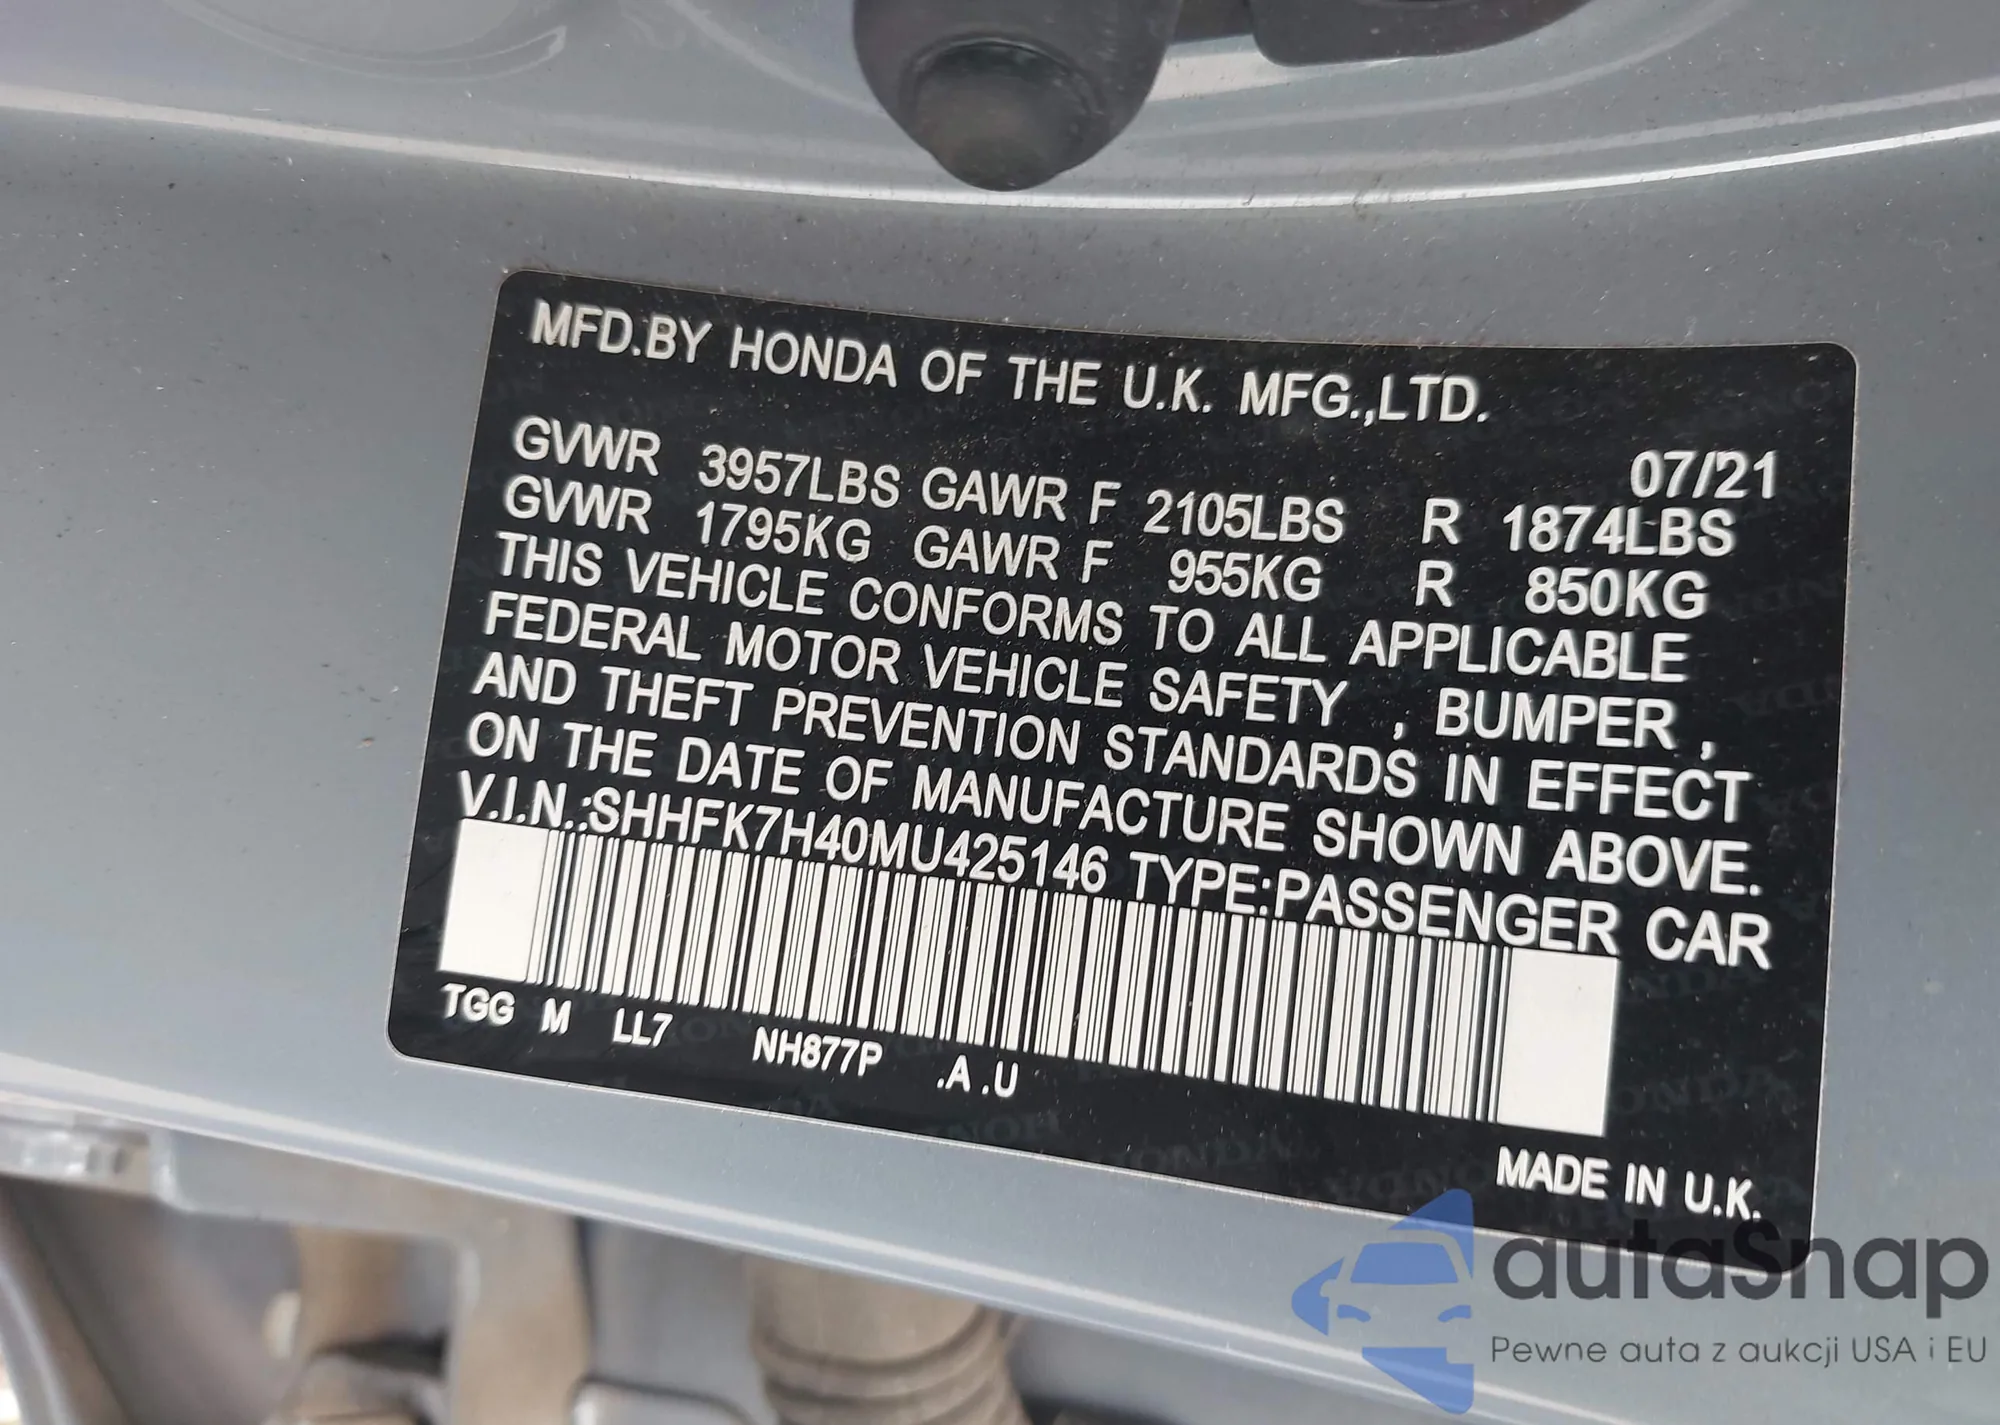 MFD.BY HONDA OF THE U.K. MFG.,LTD.
07/21
GVWR 3957LBS GAWR F 2105LBS R 1874LBS
GVWR 1795KG GAWR F 955KG R 850KG
THIS VEHICLE CONFORMS TO ALL APPLICABLE
FEDERAL MOTOR VEHICLE SAFETY , BUMPER ,
AND THEFT PREVENTION STANDARDS IN EFFECT
ON THE DATE OF MANUFACTURE SHOWN ABOVE.
V.I.N.:SHHFK7H40MU425146 TYPE:PASSENGER CAR
TGG M LL7 NH877P .A .U
MADE IN U.K.
autaSnap
Pewne auta z aukcji USA i EU